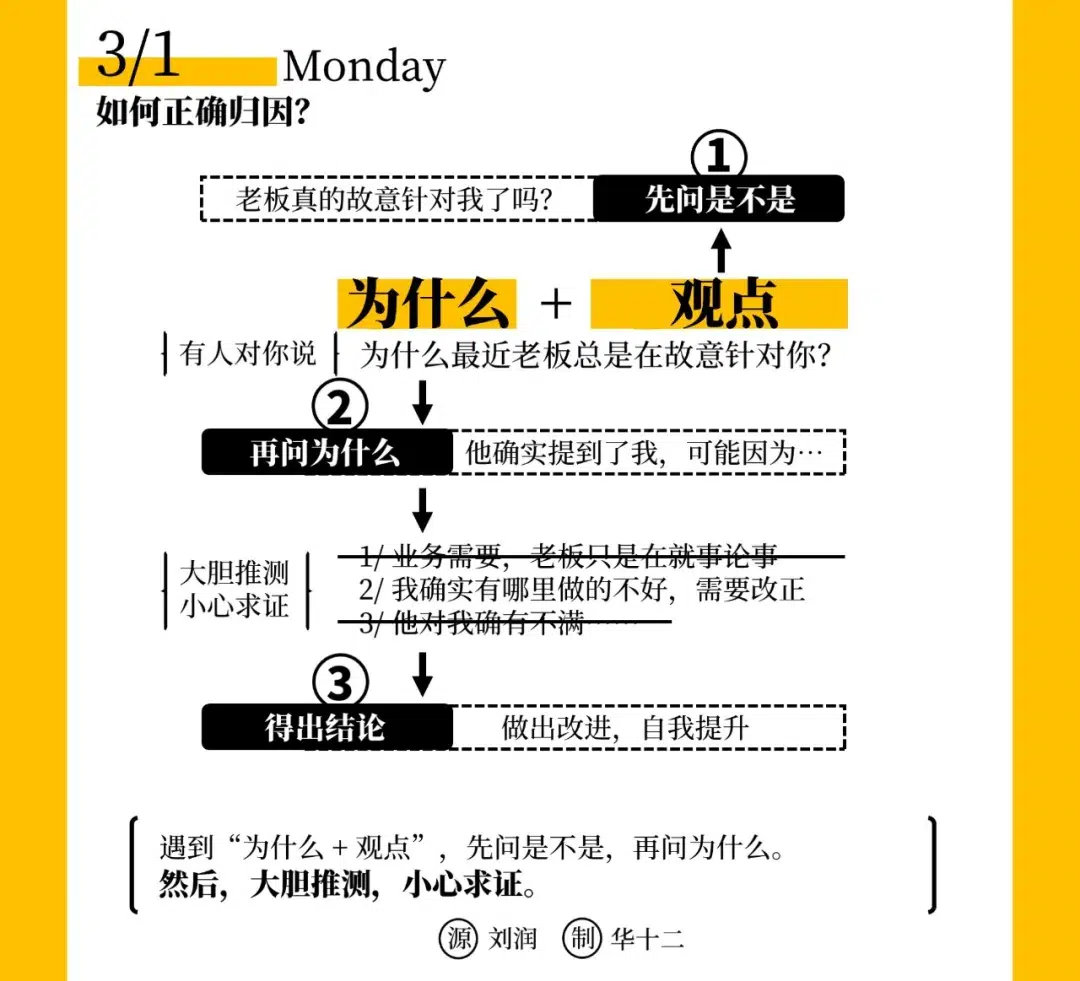 3/1 Monday
如何正确归因？
①
老板真的故意针对我了吗？ 先问是不是
为什么 + 观点
有人对你说 为什么最近老板总是在故意针对你？
②
再问为什么 他确实提到了我，可能因为…
大胆推测
小心求证
1/ 业务需要，老板只是在就事论事
2/ 我确实有哪里做的不好，需要改正
3/ 他对我确有不满……
③
得出结论 做出改进，自我提升
遇到“为什么 + 观点”，先问是不是，再问为什么。
然后，大胆推测，小心求证。
源 刘润 制 华十二